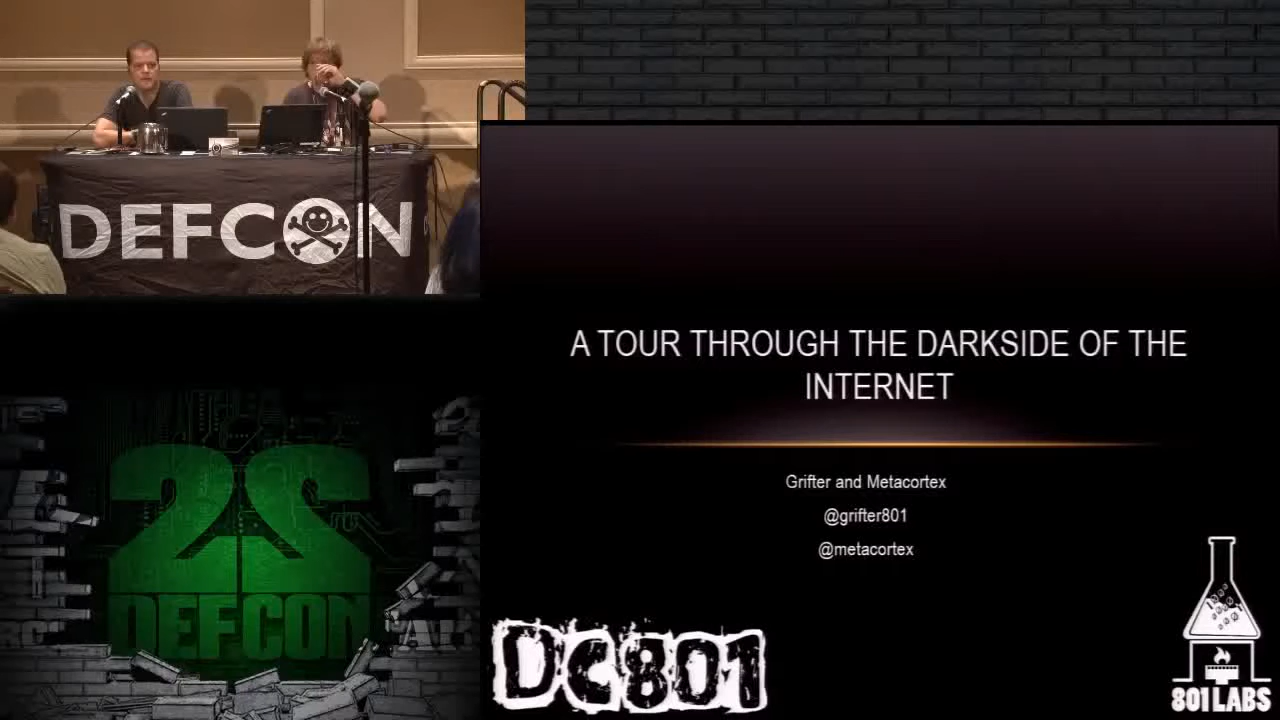 DEFCON
A TOUR THROUGH THE DARKSIDE OF THE
INTERNET
Grifter and Metacortex
@grifter801
@metacortex
22
DEFCON
DC801
801LABS